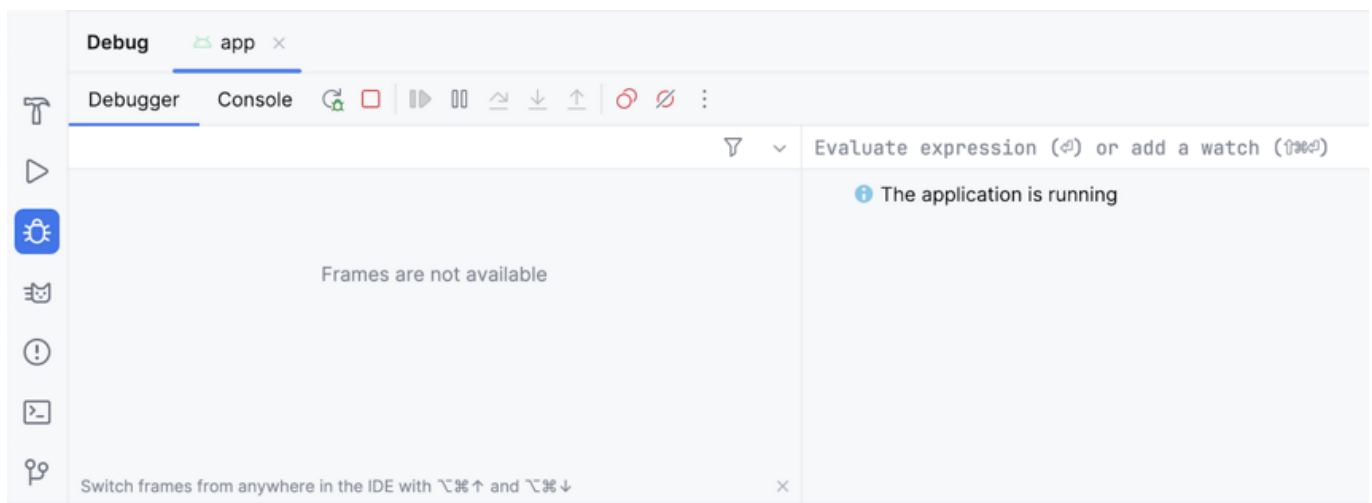 Debug app
Debugger Console
Evaluate expression (⏎) or add a watch (⇧⌘⏎)
The application is running
Frames are not available
Switch frames from anywhere in the IDE with ⌥⌘↑ and ⌥⌘↓